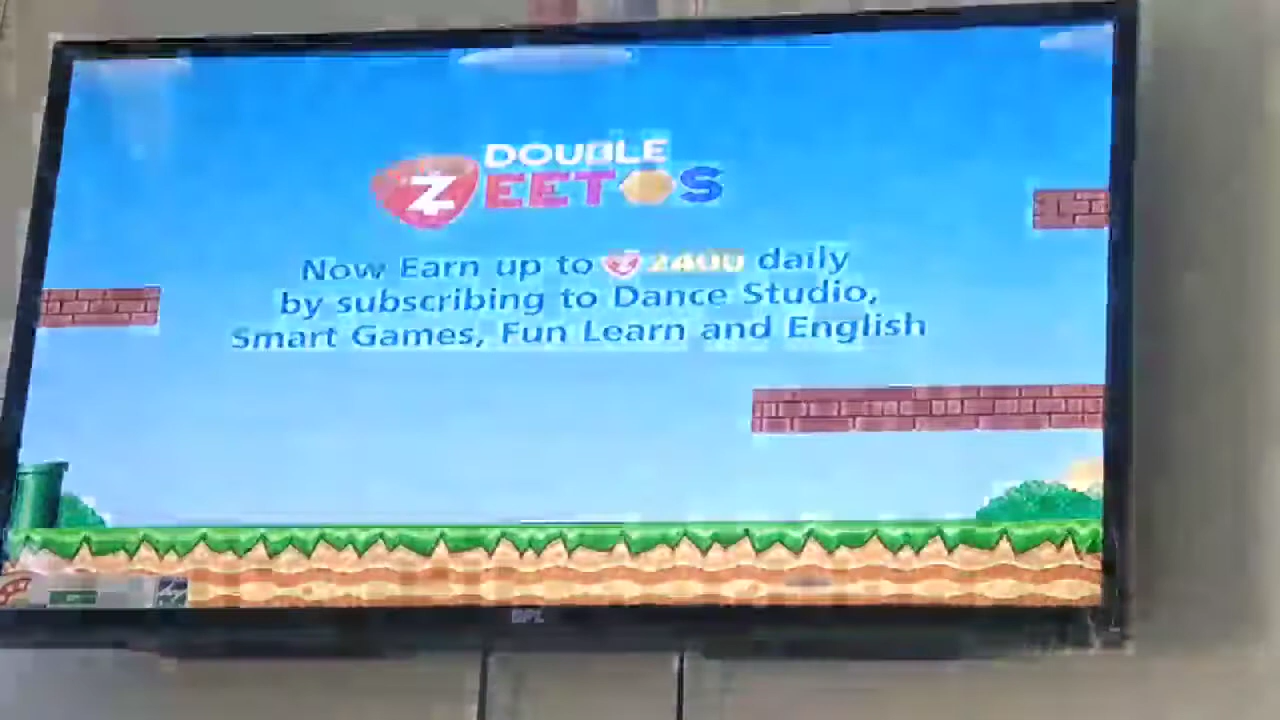 DOUBLE
ZEETOS
Now Earn up to Z 2400 daily
by subscribing to Dance Studio,
Smart Games, Fun Learn and English
BPL